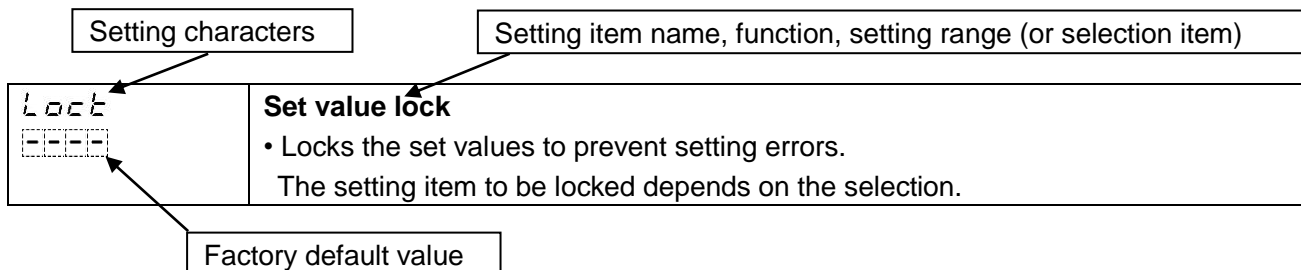 Setting characters
Setting item name, function, setting range (or selection item)
Lock
Set value lock
----
• Locks the set values to prevent setting errors.
The setting item to be locked depends on the selection.
Factory default value